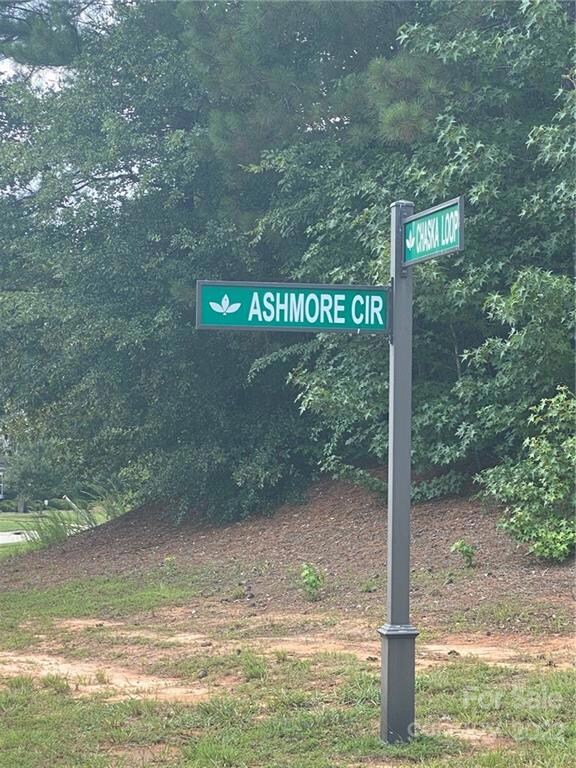 CHASKA LOOP
ASHMORE CIR
For Sale